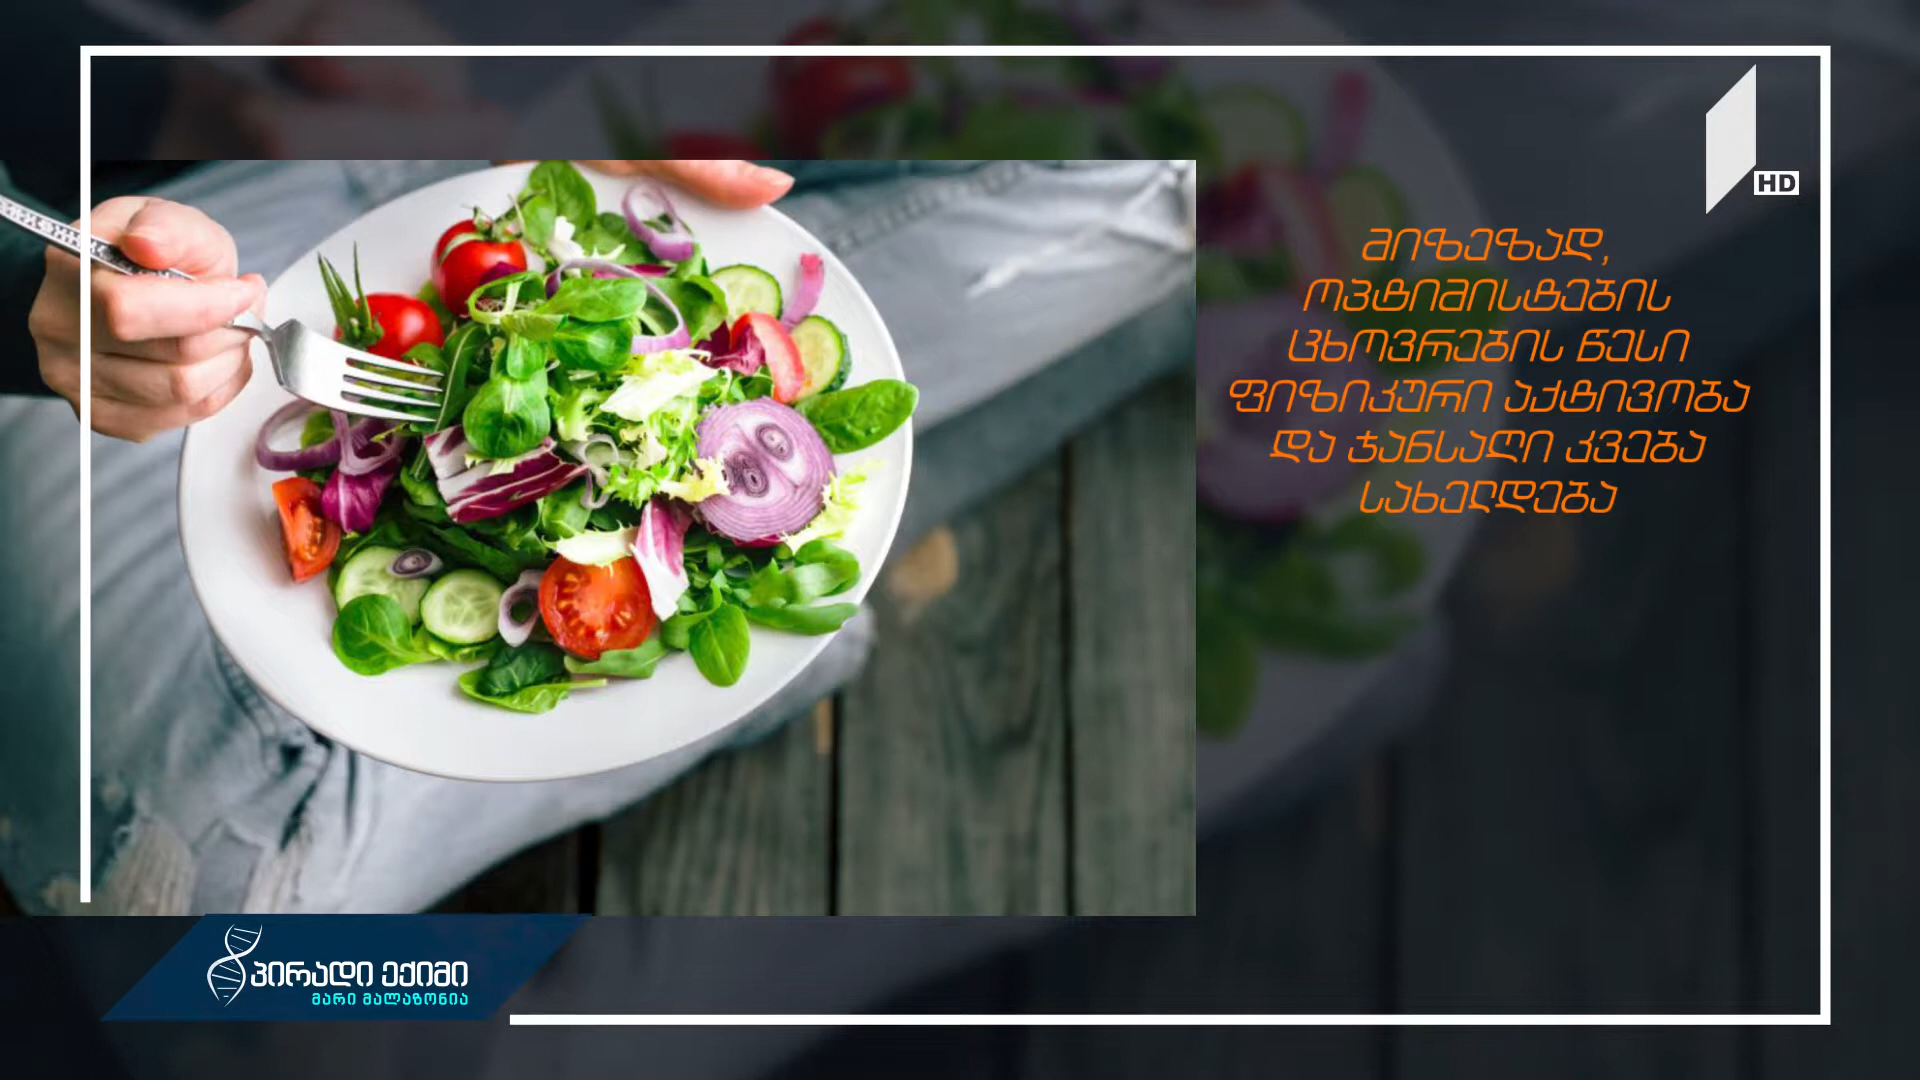 HD
მიზეზად,
ოპტიმისტების
ცხოვრების წესი
ფიზიკური აქტივობა
და ჯანსაღი კვება
სახელდება
პირადი ექიმი
მარი მალაზონია